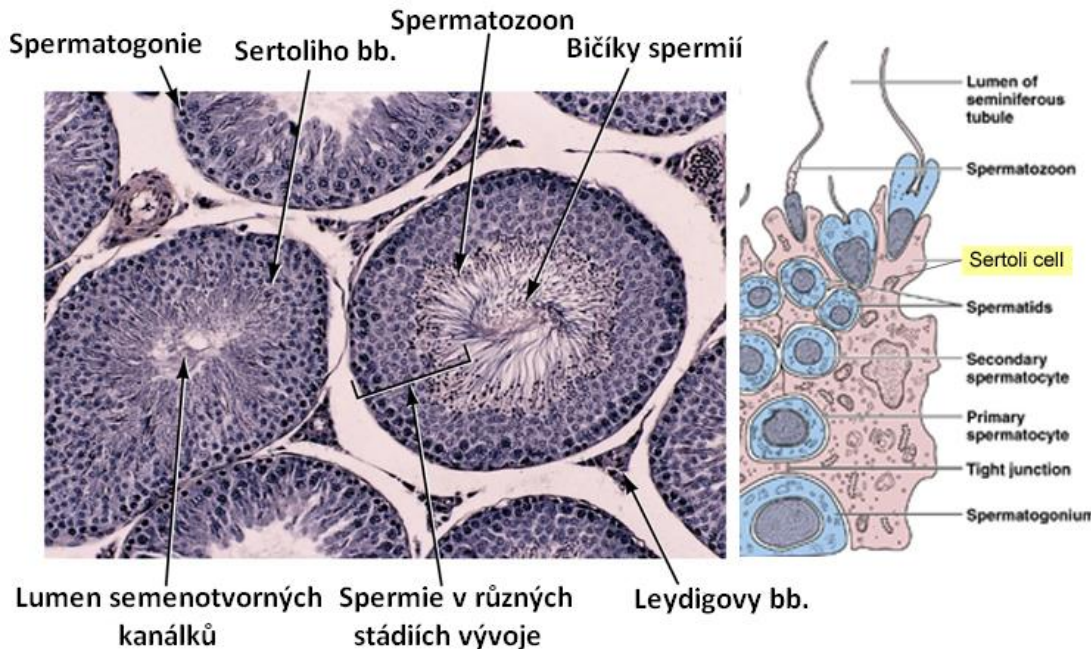 Spermatogonie
Sertoliho bb.
Spermatozoon
Bičíky spermií
Lumen semenotvorných
kanálků
Spermie v různých
stádiích vývoje
Leydigovy bb.
Lumen of
seminiferous
tubule
Spermatozoon
Sertoli cell
Spermatids
Secondary
spermatocyte
Primary
spermatocyte
Tight junction
Spermatogonium